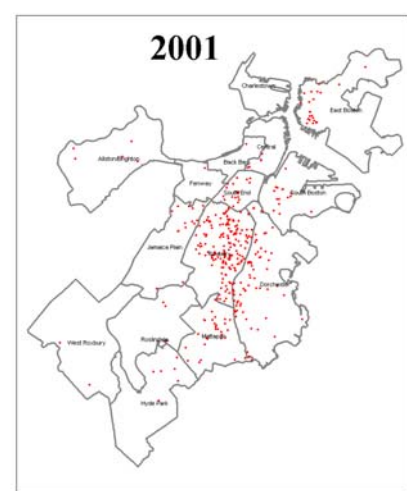 2001
Charlestown
East Boston
Central
Allston/Brighton
Back Bay
Fenway
South End
South Boston
Jamaica Plain
Dorchester
West Roxbury
Roslindale
Mattapan
Hyde Park